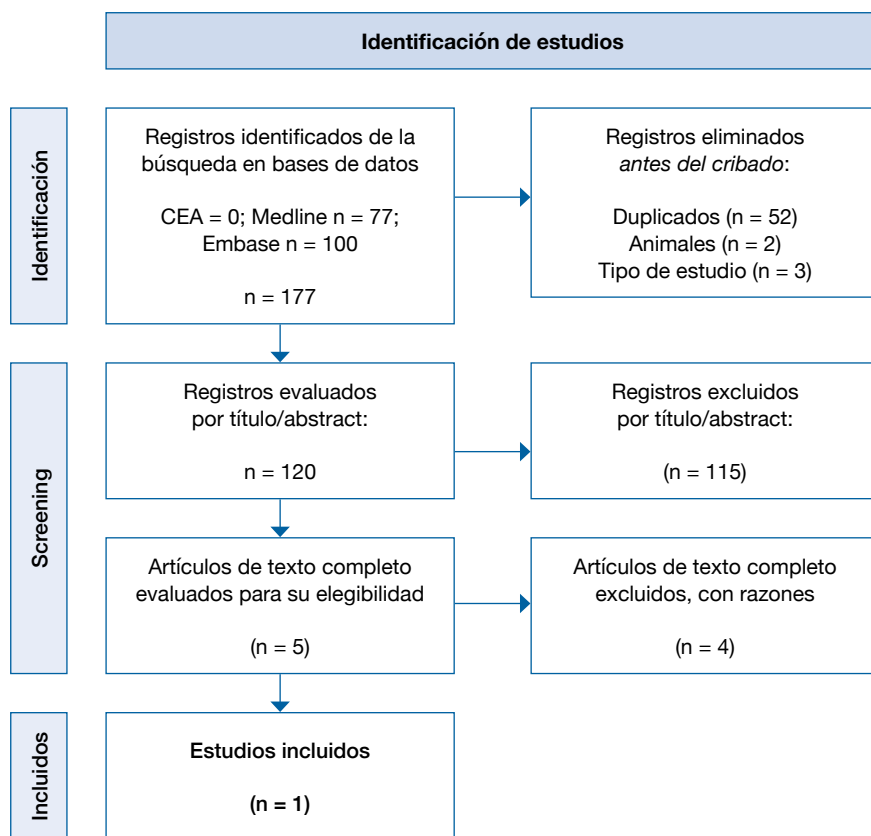 Identificación de estudios
Identificación
Registros identificados de la
búsqueda en bases de datos
CEA = 0; Medline n = 77;
Embase n = 100
n = 177
Registros eliminados
antes del cribado:
Duplicados (n = 52)
Animales (n = 2)
Tipo de estudio (n = 3)
Screening
Registros evaluados
por título/abstract:
n = 120
Registros excluidos
por título/abstract:
(n = 115)
Artículos de texto completo
evaluados para su elegibilidad
(n = 5)
Artículos de texto completo
excluidos, con razones
(n = 4)
Incluidos
Estudios incluidos
(n = 1)